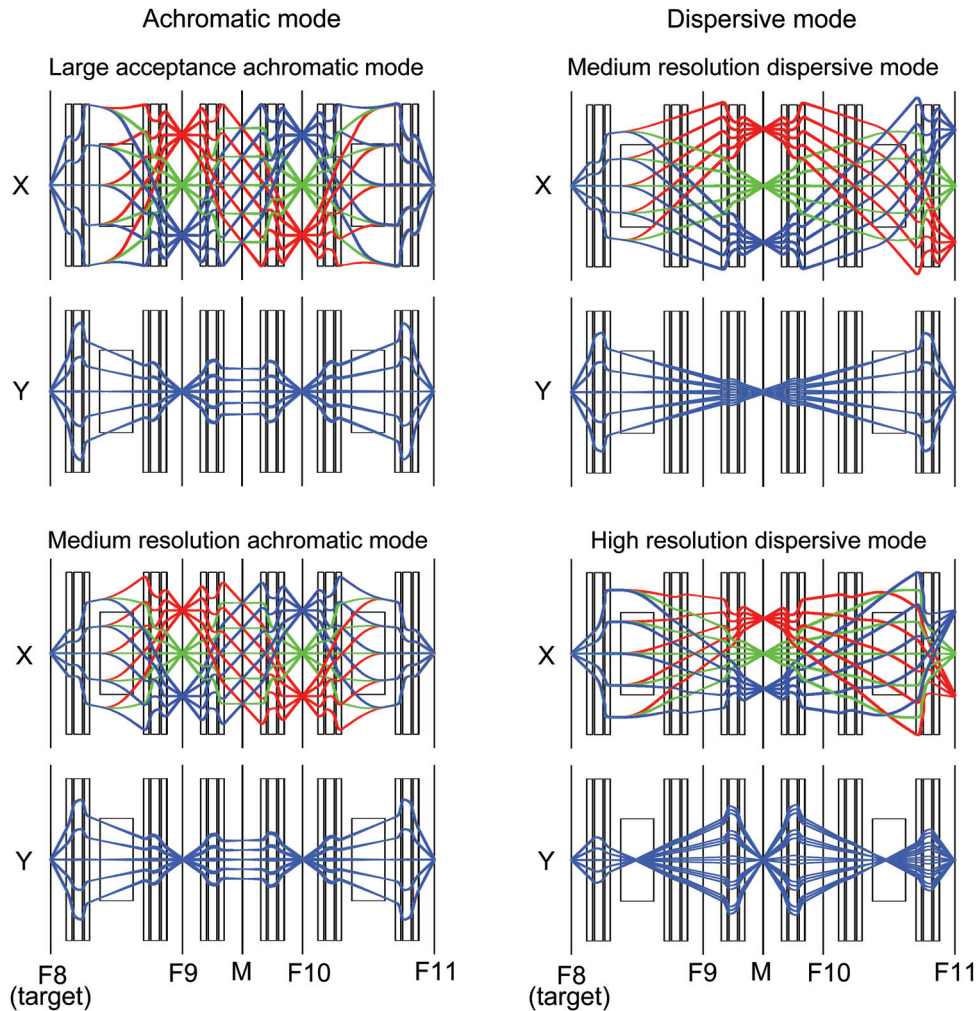 Achromatic mode
Dispersive mode
Large acceptance achromatic mode
Medium resolution dispersive mode
X
X
Y
Y
Medium resolution achromatic mode
High resolution dispersive mode
X
X
Y
Y
F8 F9 M F10 F11
(target)
F8 F9 M F10 F11
(target)